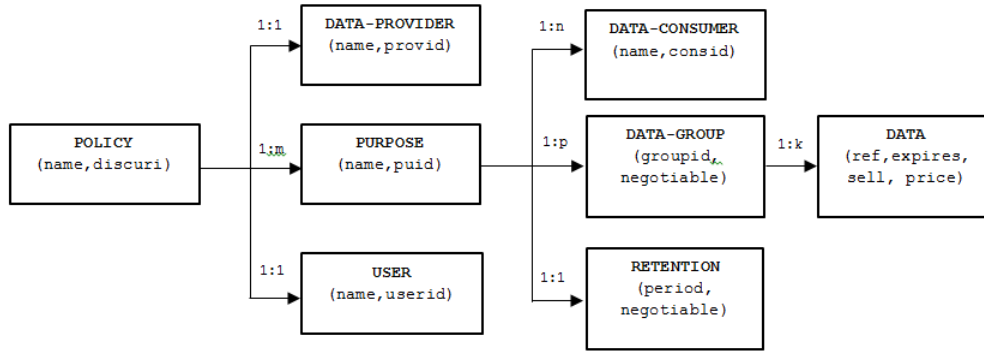 1:1
DATA-PROVIDER
(name,provid)
1:n
DATA-CONSUMER
(name,consid)
POLICY
(name,discuri)
1:m
PURPOSE
(name,puid)
1:p
DATA-GROUP
(groupid,
negotiable)
1:k
DATA
(ref,expires,
sell, price)
1:1
USER
(name,userid)
1:1
RETENTION
(period,
negotiable)